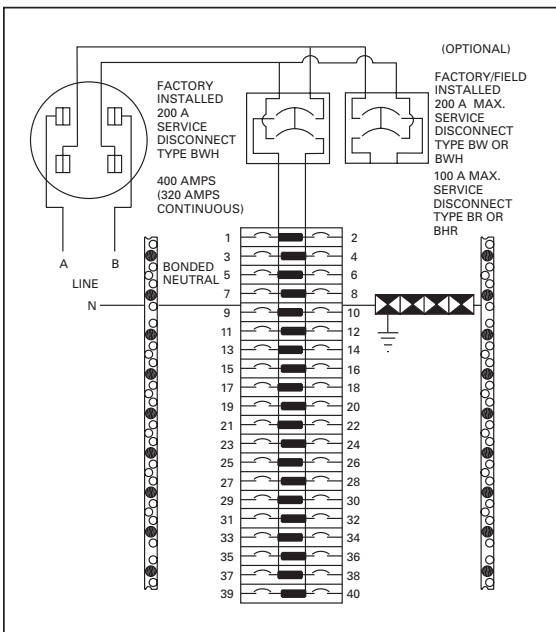 (OPTIONAL)
FACTORY
INSTALLED
200 A
SERVICE
DISCONNECT
TYPE BWH
400 AMPS
(320 AMPS
CONTINUOUS)
FACTORY/FIELD
INSTALLED
200 A MAX.
SERVICE
DISCONNECT
TYPE BW OR
BWH
100 A MAX.
SERVICE
DISCONNECT
TYPE BR OR
BHR
A B
LINE
N
BONDED
NEUTRAL
1 2
3 4
5 6
7 8
9 10
11 12
13 14
15 16
17 18
19 20
21 22
23 24
25 26
27 28
29 30
31 32
33 34
35 36
37 38
39 40